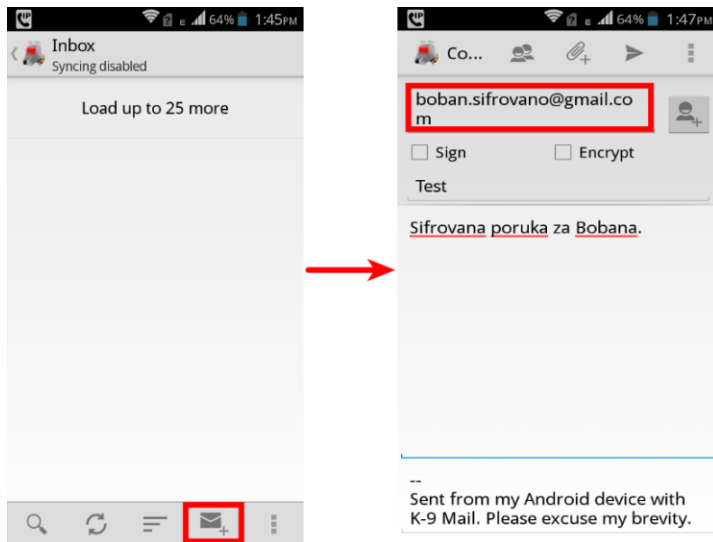 64% 1:45PM
Inbox
Syncing disabled
Load up to 25 more
64% 1:47PM
Co...
boban.sifrovano@gmail.co
m
Sign Encrypt
Test
Sifrovana poruka za Bobana.
--
Sent from my Android device with
K-9 Mail. Please excuse my brevity.